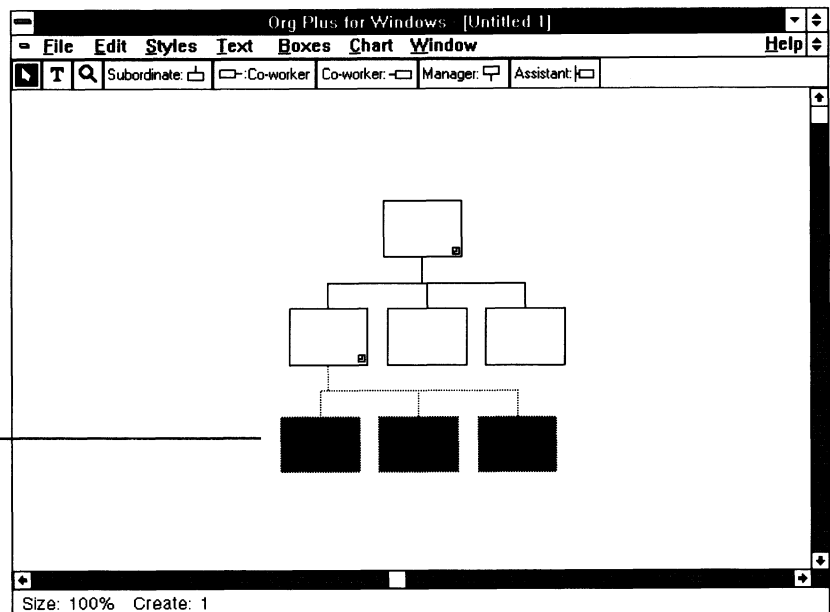 Org Plus for Windows - [Untitled 1]
File Edit Styles Text Boxes Chart Window Help
T Subordinate: :Co-worker Co-worker: Manager: Assistant:
Size: 100% Create: 1